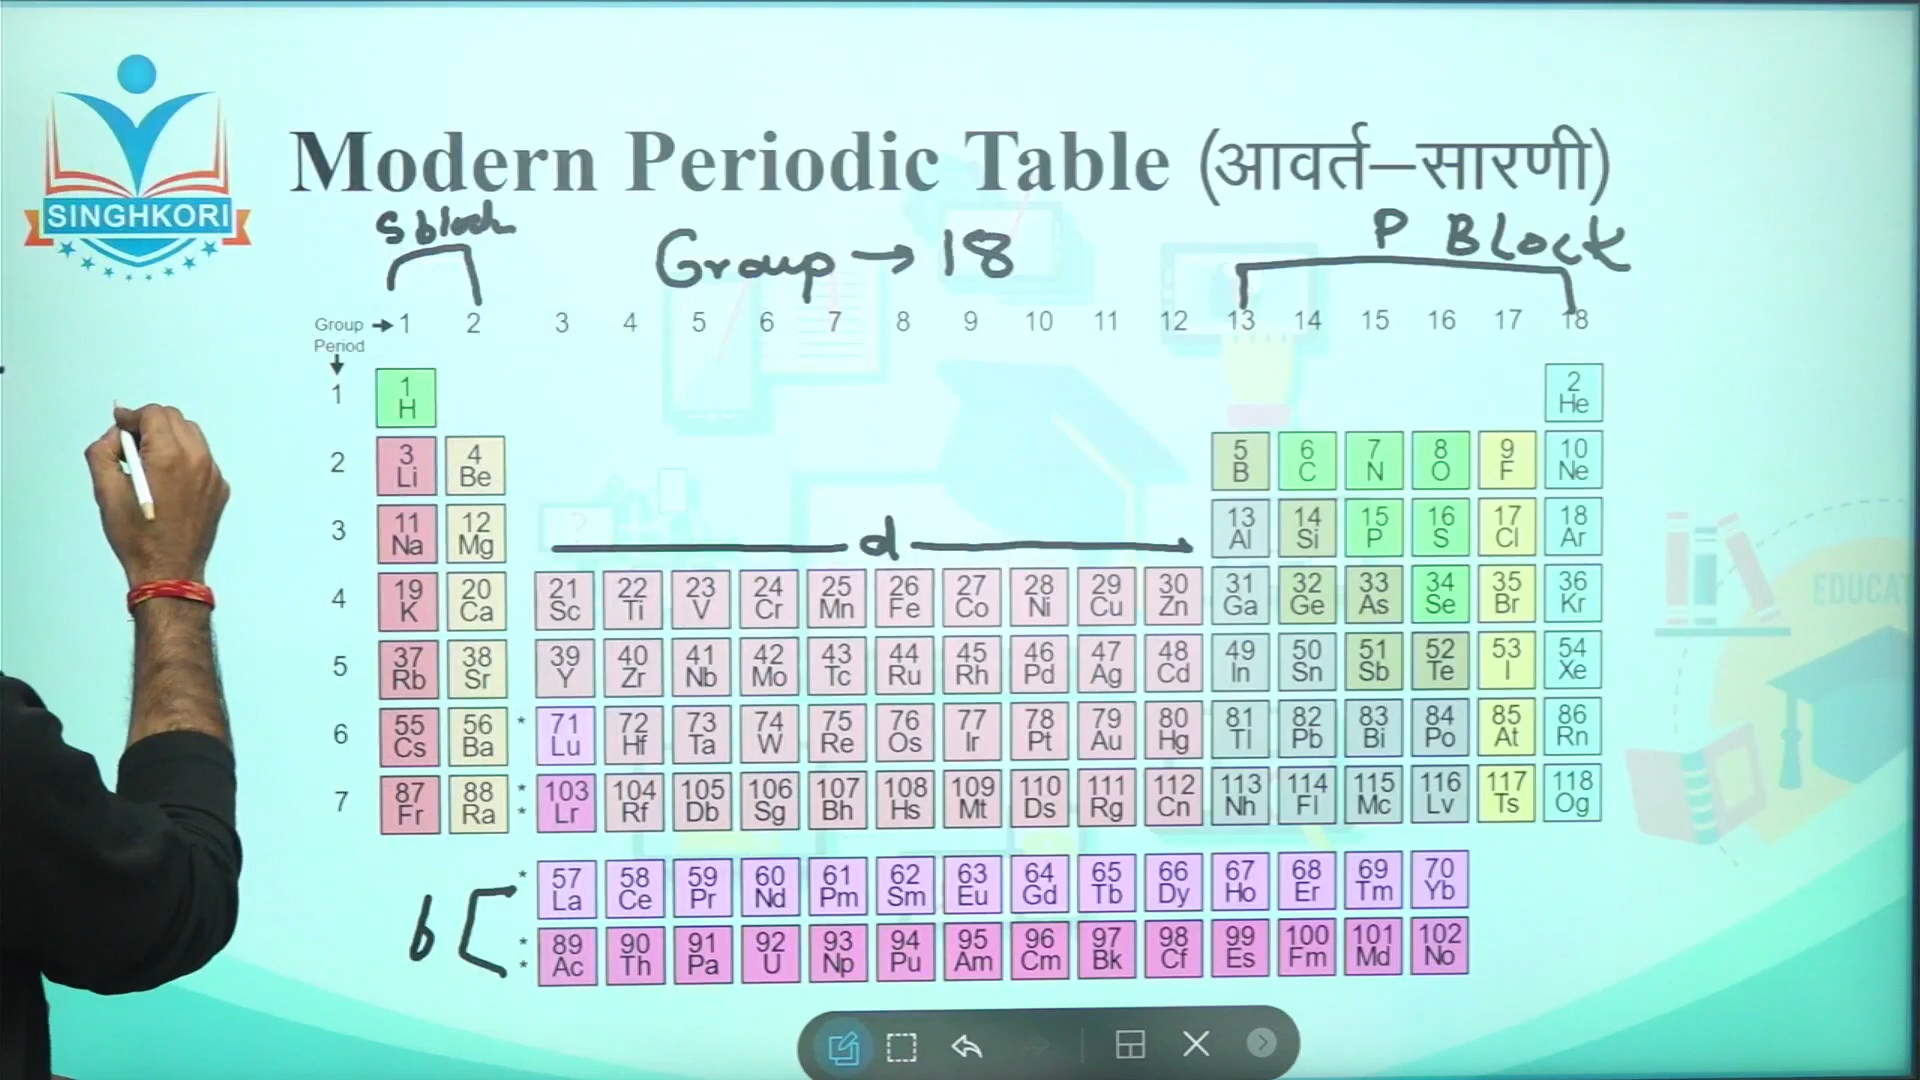 SINGHKORI
Modern Periodic Table (आवर्त–सारणी)
S block
Group → 18
P Block
Group → 1 2 3 4 5 6 7 8 9 10 11 12 13 14 15 16 17 18
Period
1 1 H 2 He
2 3 Li 4 Be 5 B 6 C 7 N 8 O 9 F 10 Ne
3 11 Na 12 Mg 13 Al 14 Si 15 P 16 S 17 Cl 18 Ar
d
4 19 K 20 Ca 21 Sc 22 Ti 23 V 24 Cr 25 Mn 26 Fe 27 Co 28 Ni 29 Cu 30 Zn 31 Ga 32 Ge 33 As 34 Se 35 Br 36 Kr
EDUCAT
5 37 Rb 38 Sr 39 Y 40 Zr 41 Nb 42 Mo 43 Tc 44 Ru 45 Rh 46 Pd 47 Ag 48 Cd 49 In 50 Sn 51 Sb 52 Te 53 I 54 Xe
6 55 Cs 56 Ba * 71 Lu 72 Hf 73 Ta 74 W 75 Re 76 Os 77 Ir 78 Pt 79 Au 80 Hg 81 Tl 82 Pb 83 Bi 84 Po 85 At 86 Rn
7 87 Fr 88 Ra * * 103 Lr 104 Rf 105 Db 106 Sg 107 Bh 108 Hs 109 Mt 110 Ds 111 Rg 112 Cn 113 Nh 114 Fl 115 Mc 116 Lv 117 Ts 118 Og
* 57 La 58 Ce 59 Pr 60 Nd 61 Pm 62 Sm 63 Eu 64 Gd 65 Tb 66 Dy 67 Ho 68 Er 69 Tm 70 Yb
* * 89 Ac 90 Th 91 Pa 92 U 93 Np 94 Pu 95 Am 96 Cm 97 Bk 98 Cf 99 Es 100 Fm 101 Md 102 No